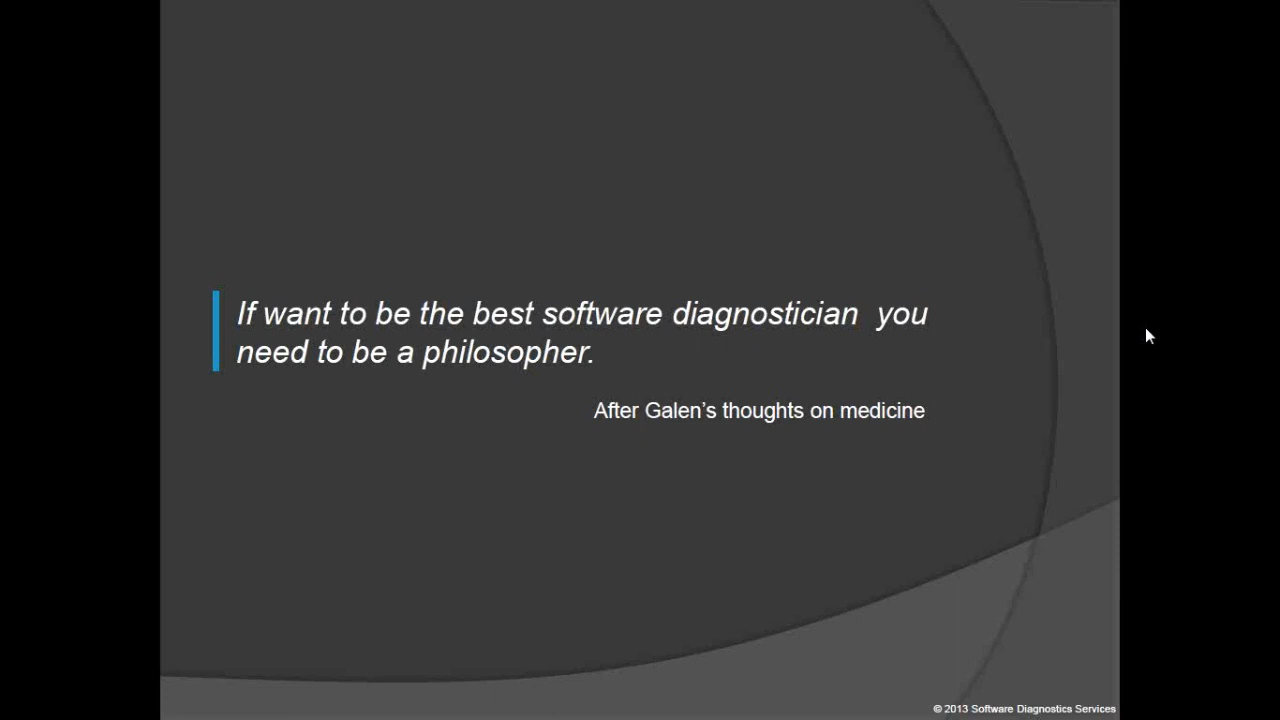 If want to be the best software diagnostician  you
need to be a philosopher.
After Galen’s thoughts on medicine
© 2013 Software Diagnostics Services